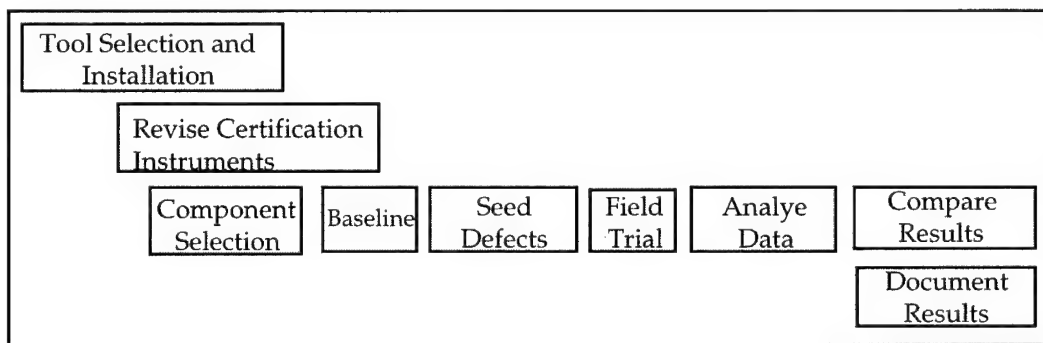 Tool Selection and
Installation
Revise Certification
Instruments
Component
Selection
Baseline
Seed
Defects
Field
Trial
Analye
Data
Compare
Results
Document
Results